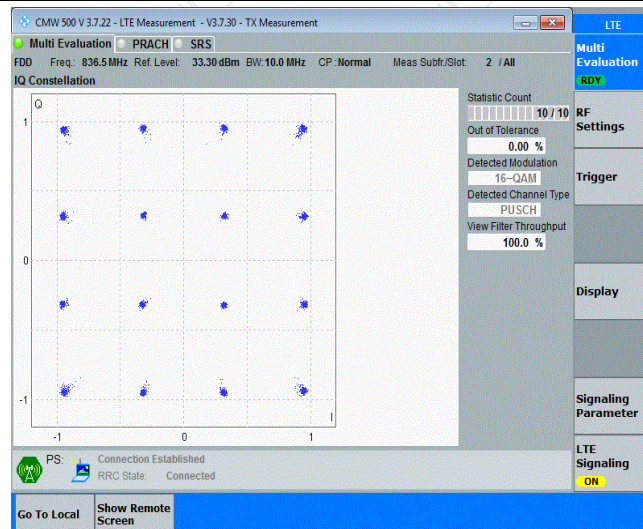 CMW 500 V 3.7.22 - LTE Measurement - V3.7.30 - TX Measurement
LTE
Multi Evaluation PRACH SRS
FDD Freq.: 836.5 MHz Ref. Level: 33.30 dBm BW: 10.0 MHz CP : Normal Meas Subfr./Slot: 2 / All
IQ Constellation
Q
1
0
-1
I
-1 0 1
Statistic Count
10 / 10
Out of Tolerance
0.00 %
Detected Modulation
16-QAM
Detected Channel Type
PUSCH
View Filter Throughput
100.0 %
Multi
Evaluation
RDY
RF
Settings
Trigger
Display
Signaling
Parameter
LTE
Signaling
ON
PS: Connection Established
RRC State: Connected
Go To Local
Show Remote
Screen